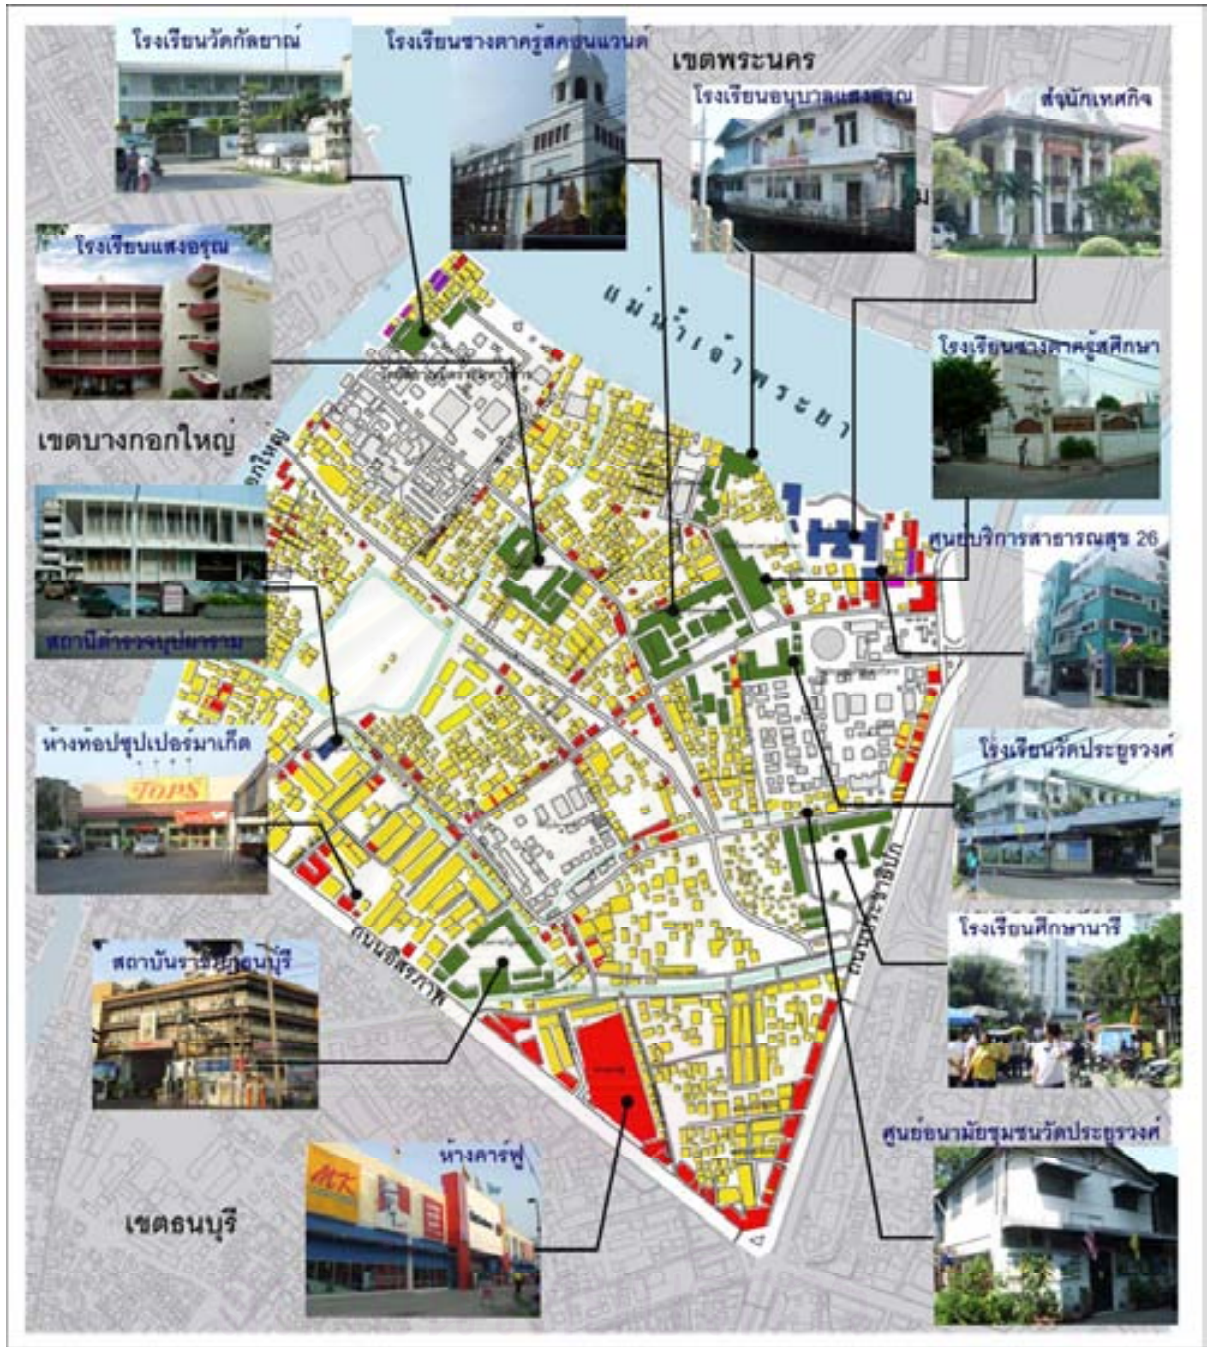 โรงเรียนวัดกัลยาณ์
โรงเรียนซางตาครู้สคอนแวนต์
เขตพระนคร
โรงเรียนอนุบาลแสงอรุณ
สำนักเทศกิจ
โรงเรียนแสงอรุณ
แม่น้ำเจ้าพระยา
โรงเรียนซางตาครู้สศึกษา
เขตบางกอกใหญ่
ศูนย์บริการสาธารณสุข 26
สถานีตำรวจบุปผาราม
ห้างท็อปซุปเปอร์มาเก็ต
TOPS
โรงเรียนวัดประยูรวงศ์
โรงเรียนศึกษานารี
ถนนประชาธิปก
ถนนอิสรภาพ
ศูนย์อนามัยชุมชนวัดประยูรวงศ์
ห้างคาร์ฟู
MK
เขตธนบุรี